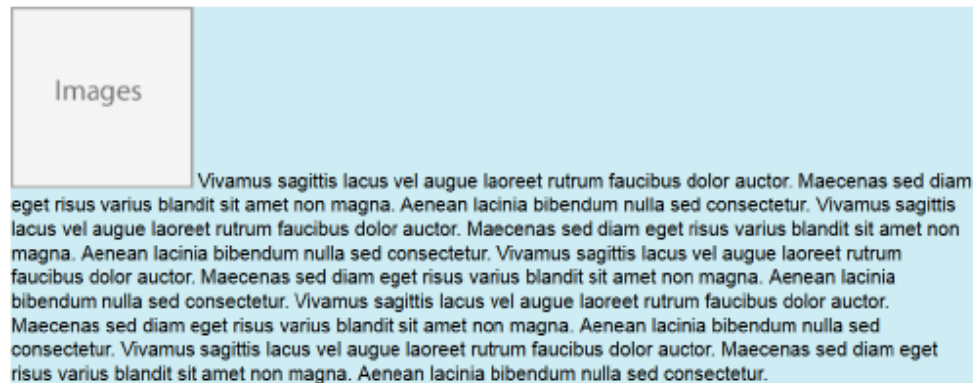 Images
Vivamus sagittis lacus vel augue laoreet rutrum faucibus dolor auctor. Maecenas sed diam
eget risus varius blandit sit amet non magna. Aenean lacinia bibendum nulla sed consectetur. Vivamus sagittis
lacus vel augue laoreet rutrum faucibus dolor auctor. Maecenas sed diam eget risus varius blandit sit amet non
magna. Aenean lacinia bibendum nulla sed consectetur. Vivamus sagittis lacus vel augue laoreet rutrum
faucibus dolor auctor. Maecenas sed diam eget risus varius blandit sit amet non magna. Aenean lacinia
bibendum nulla sed consectetur. Vivamus sagittis lacus vel augue laoreet rutrum faucibus dolor auctor.
Maecenas sed diam eget risus varius blandit sit amet non magna. Aenean lacinia bibendum nulla sed
consectetur. Vivamus sagittis lacus vel augue laoreet rutrum faucibus dolor auctor. Maecenas sed diam eget
risus varius blandit sit amet non magna. Aenean lacinia bibendum nulla sed consectetur.